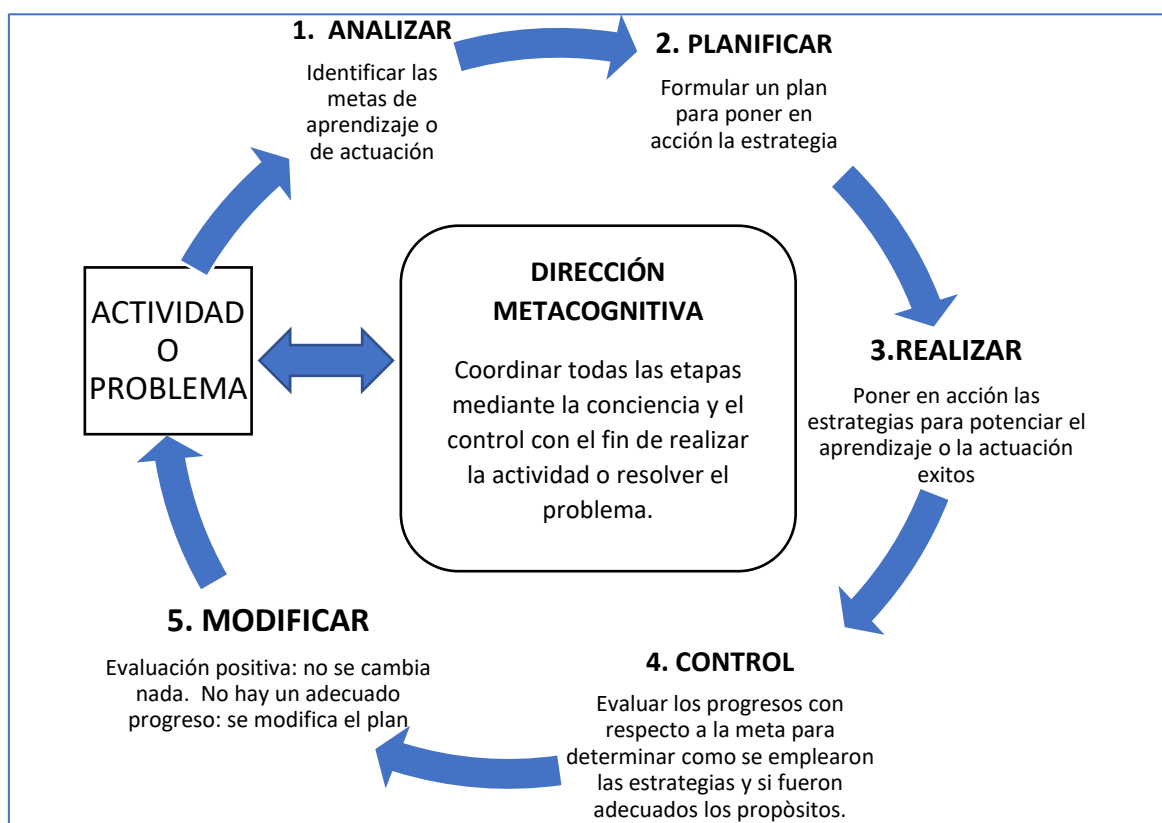 1. ANALIZAR
Identificar las
metas de
aprendizaje o
de actuación
2. PLANIFICAR
Formular un plan
para poner en
acción la estrategia
ACTIVIDAD
O
PROBLEMA
DIRECCIÓN
METACOGNITIVA
Coordinar todas las etapas
mediante la conciencia y el
control con el fin de realizar
la actividad o resolver el
problema.
3.REALIZAR
Poner en acción las
estrategias para potenciar el
aprendizaje o la actuación
exitos
4. CONTROL
Evaluar los progresos con
respecto a la meta para
determinar como se emplearon
las estrategias y si fueron
adecuados los propòsitos.
5. MODIFICAR
Evaluación positiva: no se cambia
nada. No hay un adecuado
progreso: se modifica el plan